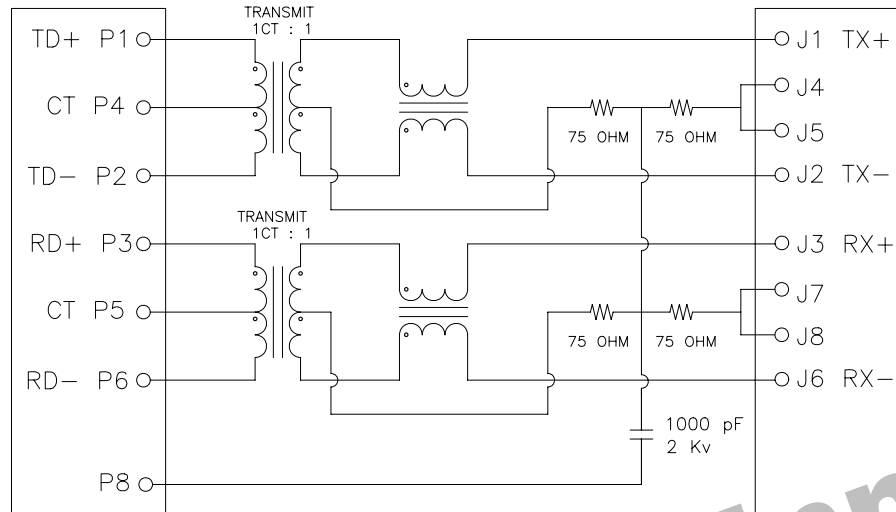 TRANSMIT
1CT : 1
TD+ P1
J1 TX+
J4
CT P4
75 OHM 75 OHM
J5
TD- P2
J2 TX-
TRANSMIT
1CT : 1
RD+ P3
J3 RX+
J7
CT P5
75 OHM 75 OHM
J8
RD- P6
J6 RX-
1000 pF
2 Kv
P8